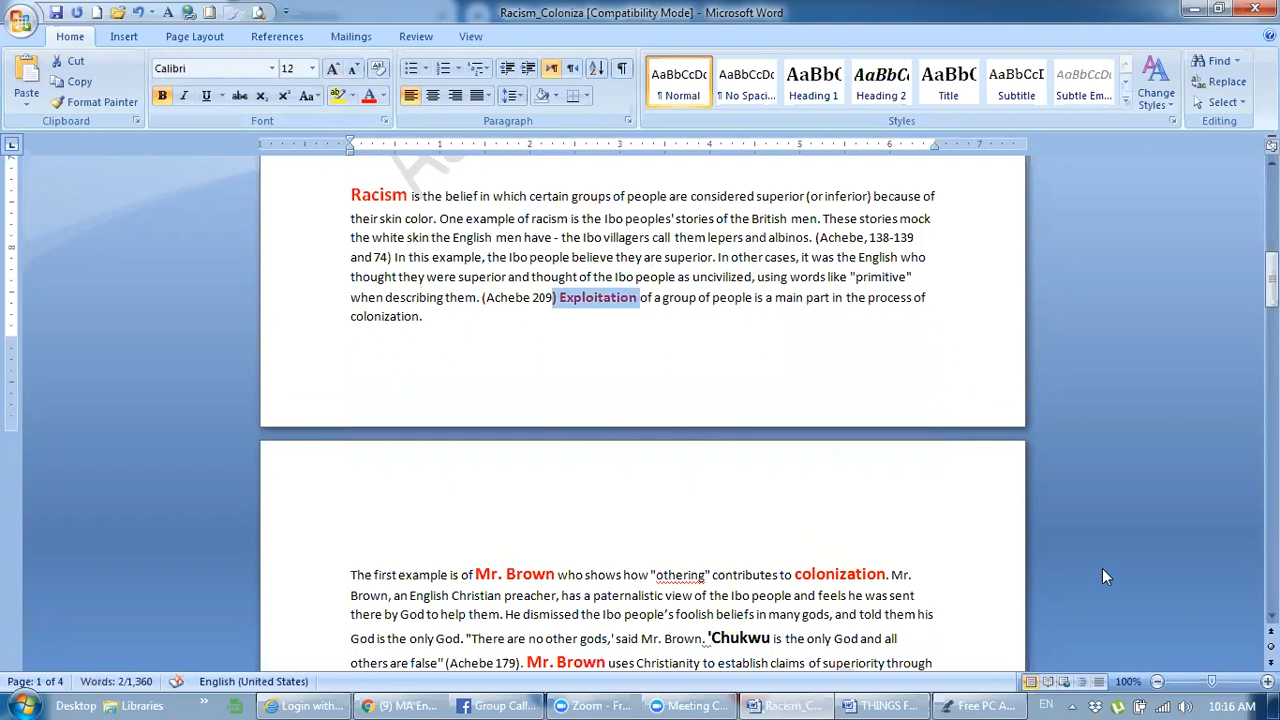 Racism_Coloniza [Compatibility Mode] - Microsoft Word
Home Insert Page Layout References Mailings Review View
Paste Cut Copy Format Painter Clipboard
Calibri 12 Font
Paragraph
AaBbCcDc AaBbCcDc AaBbC AaBbCc AaBbC AaBbCcI AaBbCcDc
¶ Normal ¶ No Spaci... Heading 1 Heading 2 Title Subtitle Subtle Em...
Styles
Change Styles
Find Replace Select Editing
1 1 2 3 4 5 6 7
Racism is the belief in which certain groups of people are considered superior (or inferior) because of
their skin color. One example of racism is the Ibo peoples' stories of the British men. These stories mock
the white skin the English men have - the Ibo villagers call them lepers and albinos. (Achebe, 138-139
and 74) In this example, the Ibo people believe they are superior. In other cases, it was the English who
thought they were superior and thought of the Ibo people as uncivilized, using words like "primitive"
when describing them. (Achebe 209) Exploitation of a group of people is a main part in the process of
colonization.
The first example is of Mr. Brown who shows how "othering" contributes to colonization. Mr.
Brown, an English Christian preacher, has a paternalistic view of the Ibo people and feels he was sent
there by God to help them. He dismissed the Ibo people's foolish beliefs in many gods, and told them his
God is the only God. "There are no other gods,' said Mr. Brown. 'Chukwu is the only God and all
others are false" (Achebe 179). Mr. Brown uses Christianity to establish claims of superiority through
Page: 1 of 4 Words: 2/1,360 English (United States) 100%
Desktop Libraries Login with... (9) MA En... Group Call... Zoom - Fr... Meeting C... Racism_C... THINGS F... Free PC A... EN 10:16 AM